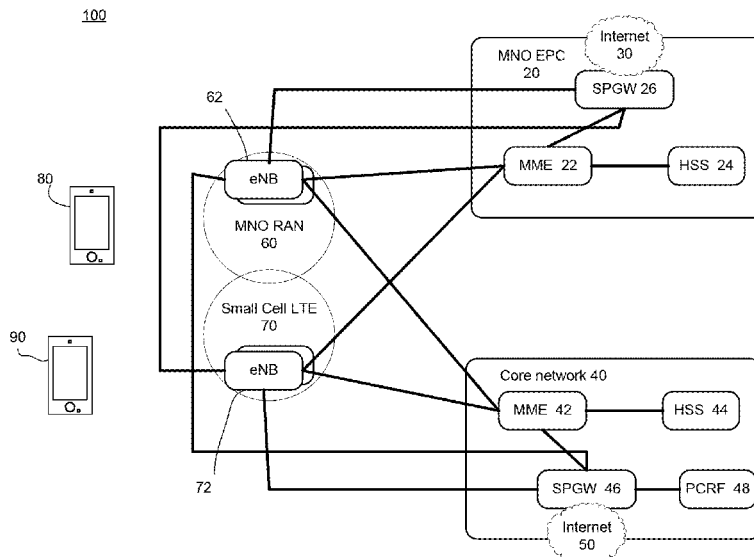 100
Internet
30
MNO EPC
20
SPGW 26
62
eNB
MME 22
HSS 24
80
MNO RAN
60
Small Cell LTE
70
90
eNB
Core network 40
MME 42
HSS 44
72
SPGW 46
PCRF 48
Internet
50